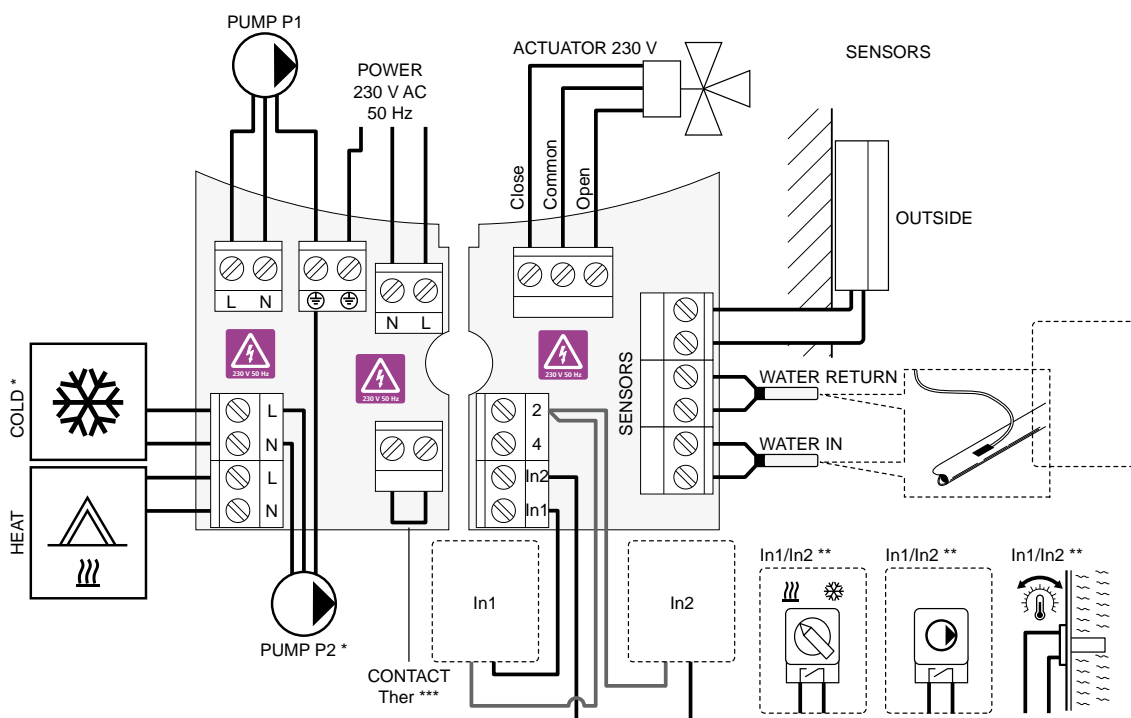 PUMP P1
POWER
230 V AC
50 Hz
ACTUATOR 230 V
SENSORS
Close
Common
Open
OUTSIDE
L N
N L
230 V 50 Hz
230 V 50 Hz
230 V 50 Hz
SENSORS
WATER RETURN
WATER IN
COLD *
HEAT
L
N
L
N
2
4
In2
In1
In1
In2
In1/In2 **
In1/In2 **
In1/In2 **
PUMP P2 *
CONTACT
Ther ***